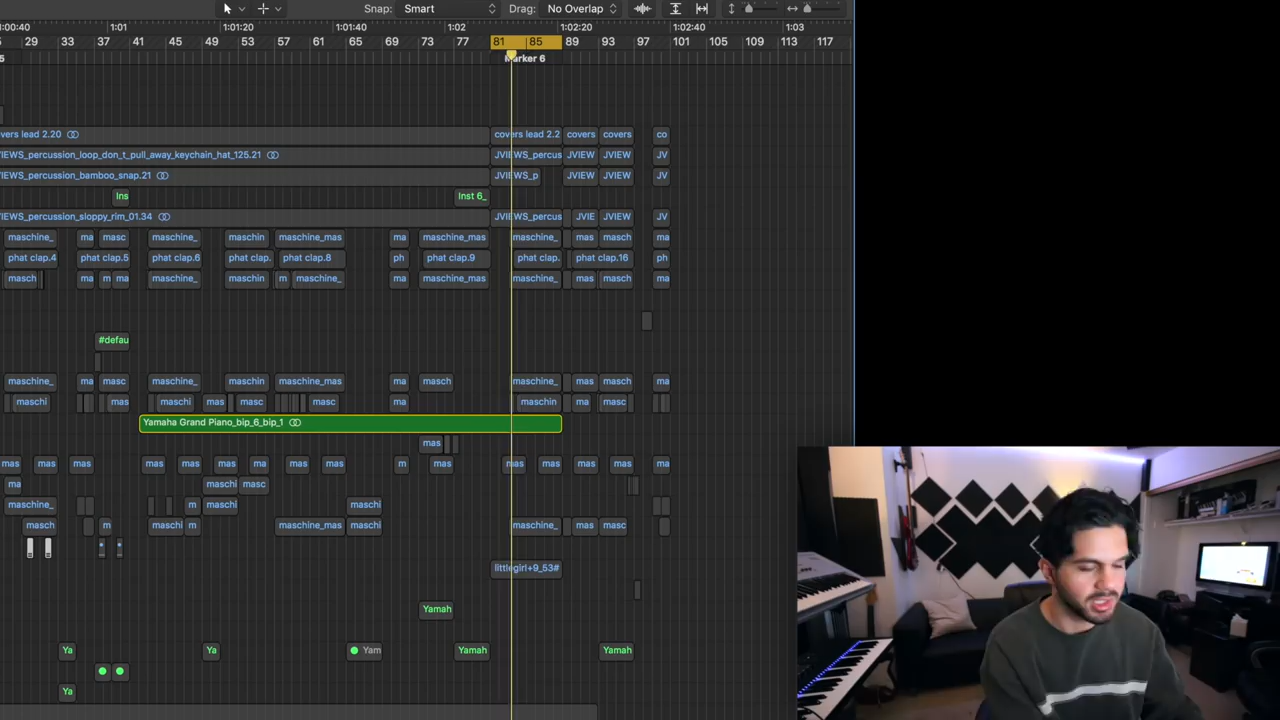 Snap: Smart Drag: No Overlap
1:00:40 1:01 1:01:20 1:01:40 1:02 1:02:20 1:02:40 1:03
29 33 37 41 45 49 53 57 61 65 69 73 77 81 85 89 93 97 101 105 109 113 117
Marker 6
vers lead 2.20 covers lead 2.2 covers covers co
IEWS_percussion_loop_don_t_pull_away_keychain_hat_125.21 JVIEWS_percus JVIEW JVIEW JV
IEWS_percussion_bamboo_snap.21 JVIEWS_p JVIEW JVIEW JV
Ins Inst 6_
IEWS_percussion_sloppy_rim_01.34 JVIEWS_percus JVIE JVIEW JV
maschine_ ma masc maschine_ maschin maschine_mas ma maschine_mas maschine_ mas masch ma
phat clap.4 phat clap.5 phat clap.6 phat clap. phat clap.8 ph phat clap.9 phat clap. phat clap.16 ph
masch ma m ma maschine_ maschin m maschine_ ma maschine_mas maschine_ mas masch ma
#defau
maschine_ ma masc maschine_ maschin maschine_mas ma masch maschine_ mas masch ma
maschi mas maschi mas masc masc ma maschin ma masc
Yamaha Grand Piano_bip_6_bip_1
mas
mas mas mas mas mas mas ma mas mas m mas mas mas mas mas ma
ma maschi masc
maschine_ m maschi maschi
masch m maschi m maschine_mas maschi maschine_ mas masc
littlegirl+9_53#
Yamah
Ya Ya Yam Yamah Yamah
Ya